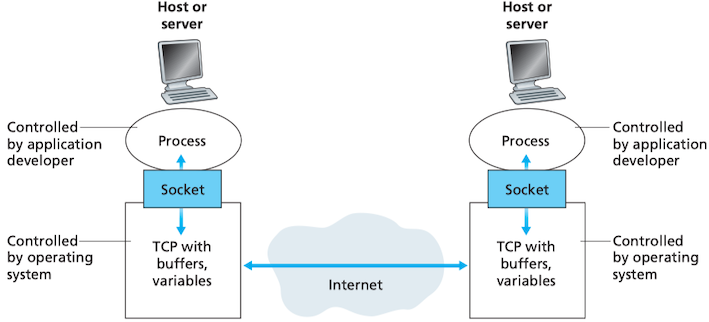 Host or
server
Host or
server
Controlled
by application
developer
Process
Process
Controlled
by application
developer
Socket
Socket
Controlled
by operating
system
TCP with
buffers,
variables
Internet
TCP with
buffers,
variables
Controlled
by operating
system